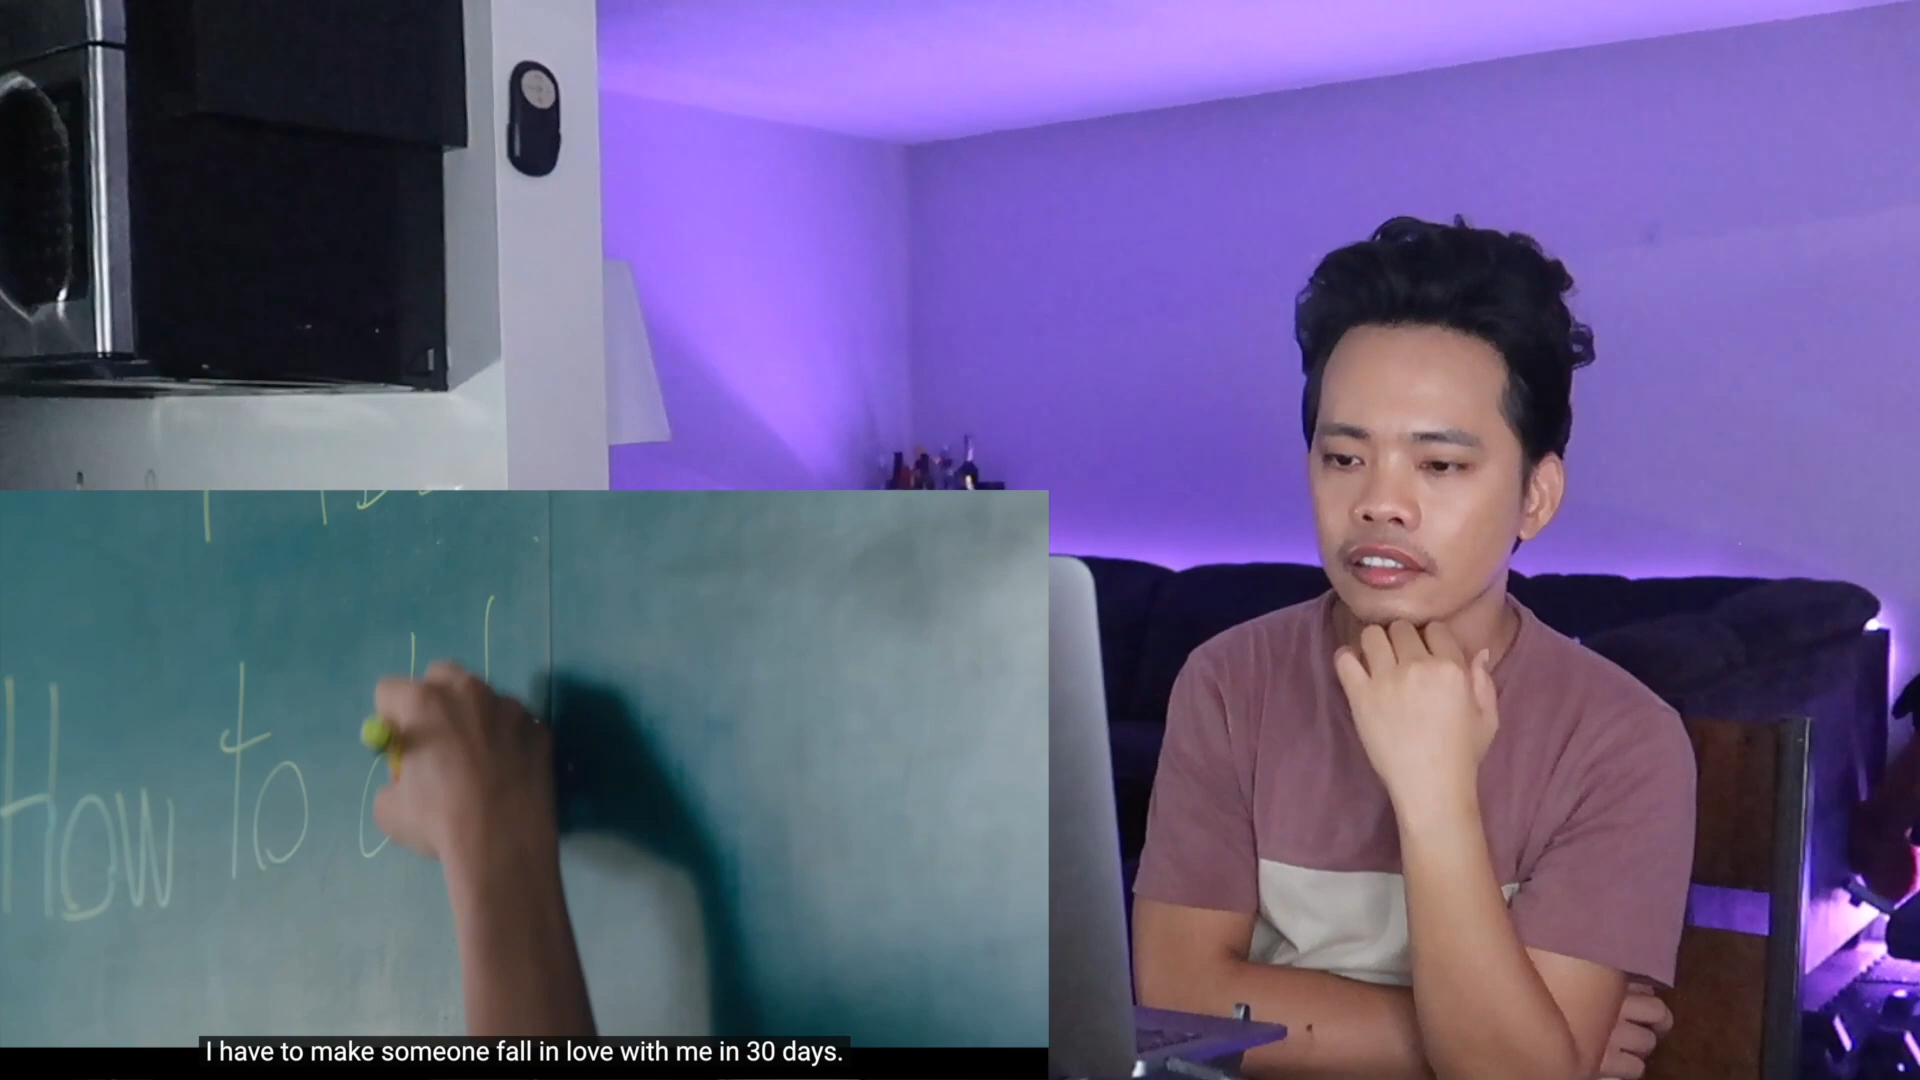 How to
I have to make someone fall in love with me in 30 days.